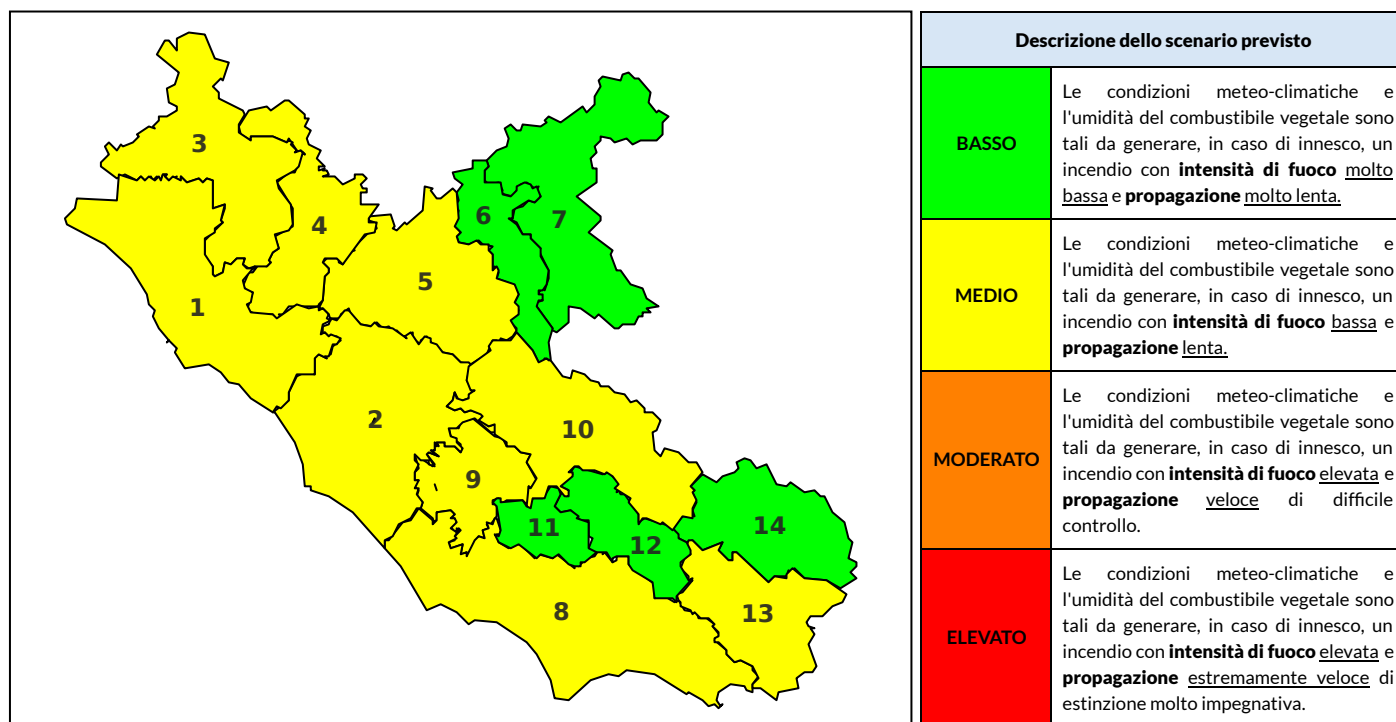 3
4
6
7
5
1
2
10
9
11
12
14
8
13
Descrizione dello scenario previsto
BASSO
Le condizioni meteo-climatiche e
l'umidità del combustibile vegetale sono
tali da generare, in caso di innesco, un
incendio con intensità di fuoco molto
bassa e propagazione molto lenta.
MEDIO
Le condizioni meteo-climatiche e
l'umidità del combustibile vegetale sono
tali da generare, in caso di innesco, un
incendio con intensità di fuoco bassa e
propagazione lenta.
MODERATO
Le condizioni meteo-climatiche e
l'umidità del combustibile vegetale sono
tali da generare, in caso di innesco, un
incendio con intensità di fuoco elevata e
propagazione veloce di difficile
controllo.
ELEVATO
Le condizioni meteo-climatiche e
l'umidità del combustibile vegetale sono
tali da generare, in caso di innesco, un
incendio con intensità di fuoco elevata e
propagazione estremamente veloce di
estinzione molto impegnativa.